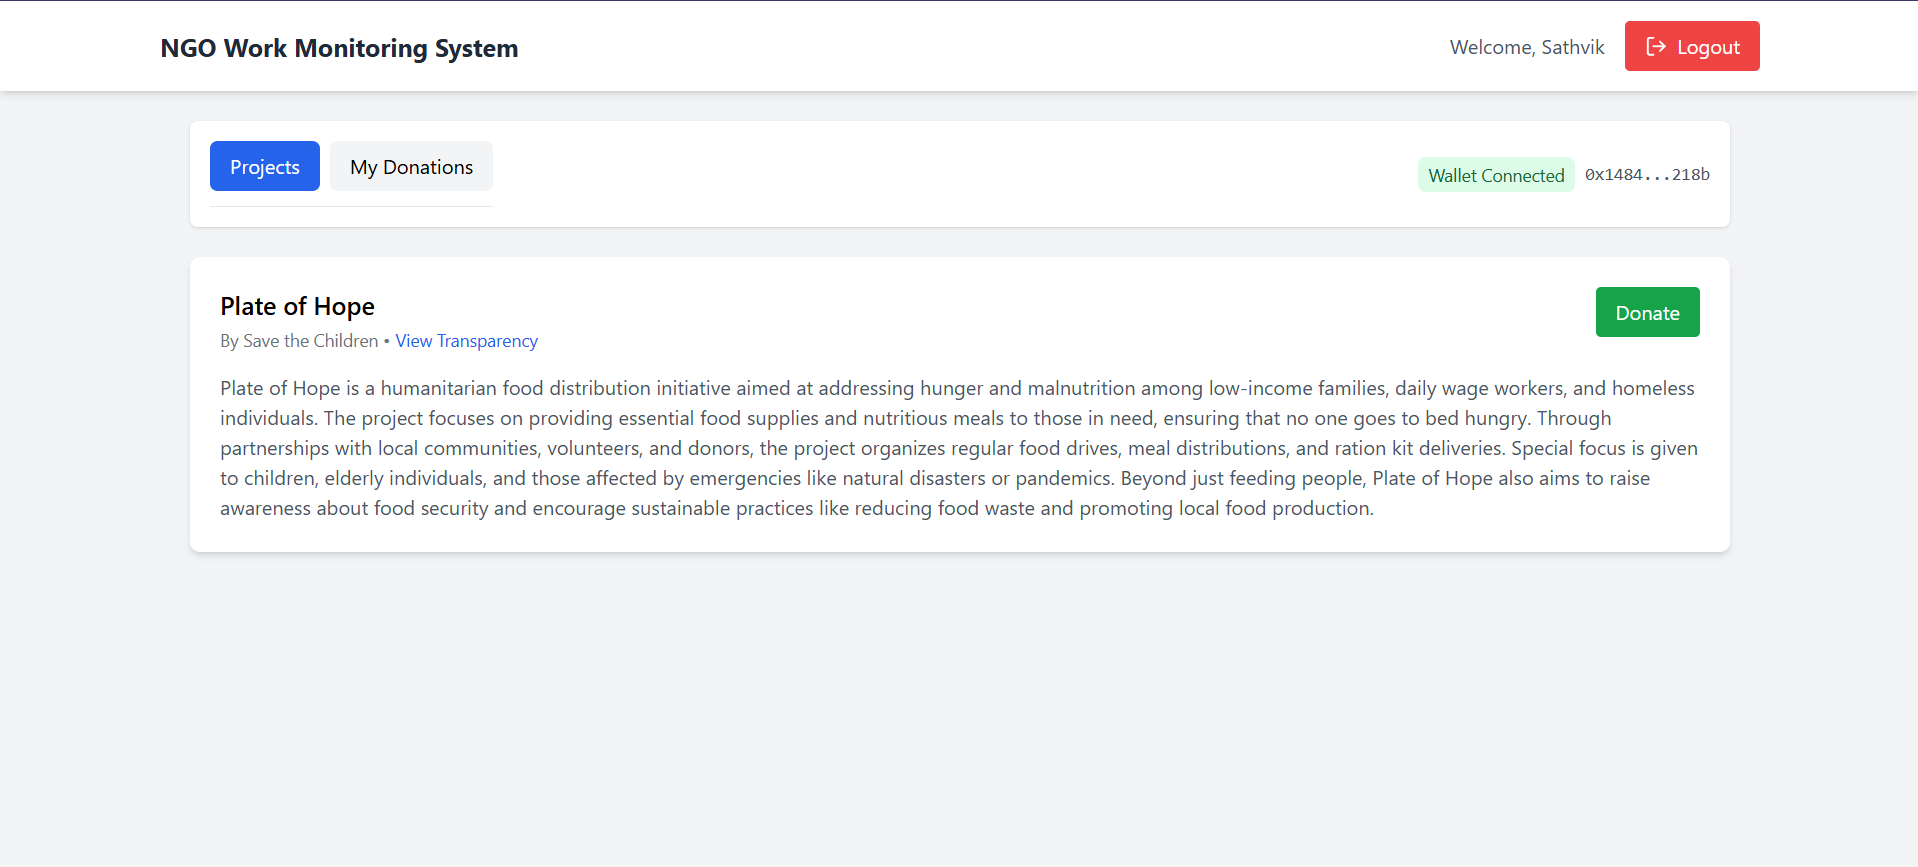 NGO Work Monitoring System
Welcome, Sathvik
Logout
Projects
My Donations
Wallet Connected
0x1484...218b
Plate of Hope
Donate
By Save the Children • View Transparency
Plate of Hope is a humanitarian food distribution initiative aimed at addressing hunger and malnutrition among low-income families, daily wage workers, and homeless
individuals. The project focuses on providing essential food supplies and nutritious meals to those in need, ensuring that no one goes to bed hungry. Through
partnerships with local communities, volunteers, and donors, the project organizes regular food drives, meal distributions, and ration kit deliveries. Special focus is given
to children, elderly individuals, and those affected by emergencies like natural disasters or pandemics. Beyond just feeding people, Plate of Hope also aims to raise
awareness about food security and encourage sustainable practices like reducing food waste and promoting local food production.